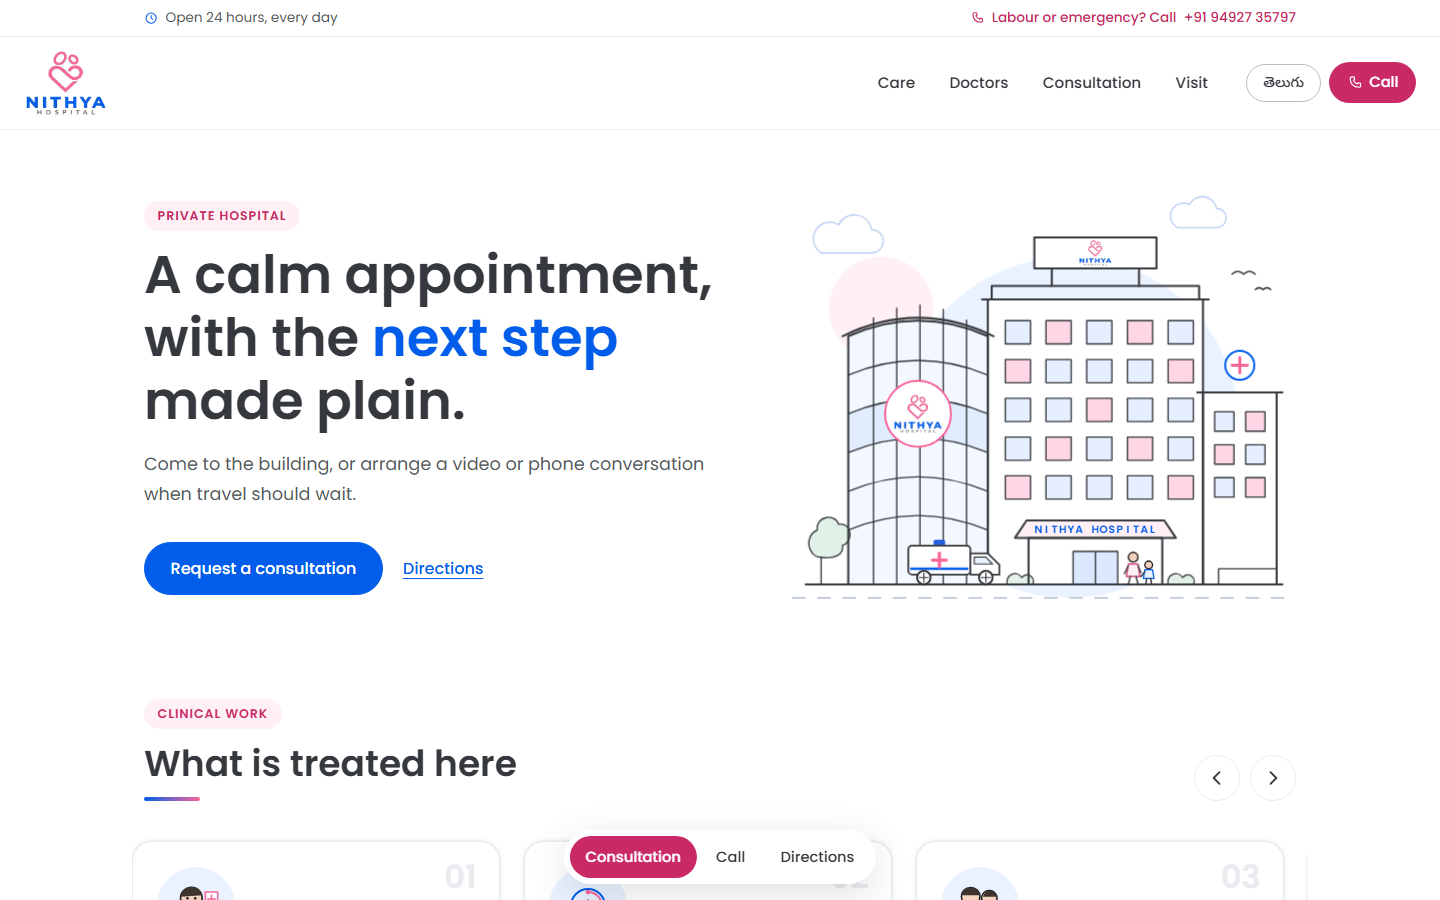 Open 24 hours, every day
Labour or emergency? Call +91 94927 35797
NITHYA
HOSPITAL
Care
Doctors
Consultation
Visit
తెలుగు
Call
PRIVATE HOSPITAL
A calm appointment,
with the next step
made plain.
Come to the building, or arrange a video or phone conversation
when travel should wait.
Request a consultation
Directions
NITHYA
NITHYA
HOSPITAL
NITHYA HOSPITAL
CLINICAL WORK
What is treated here
01
02
03
Consultation
Call
Directions